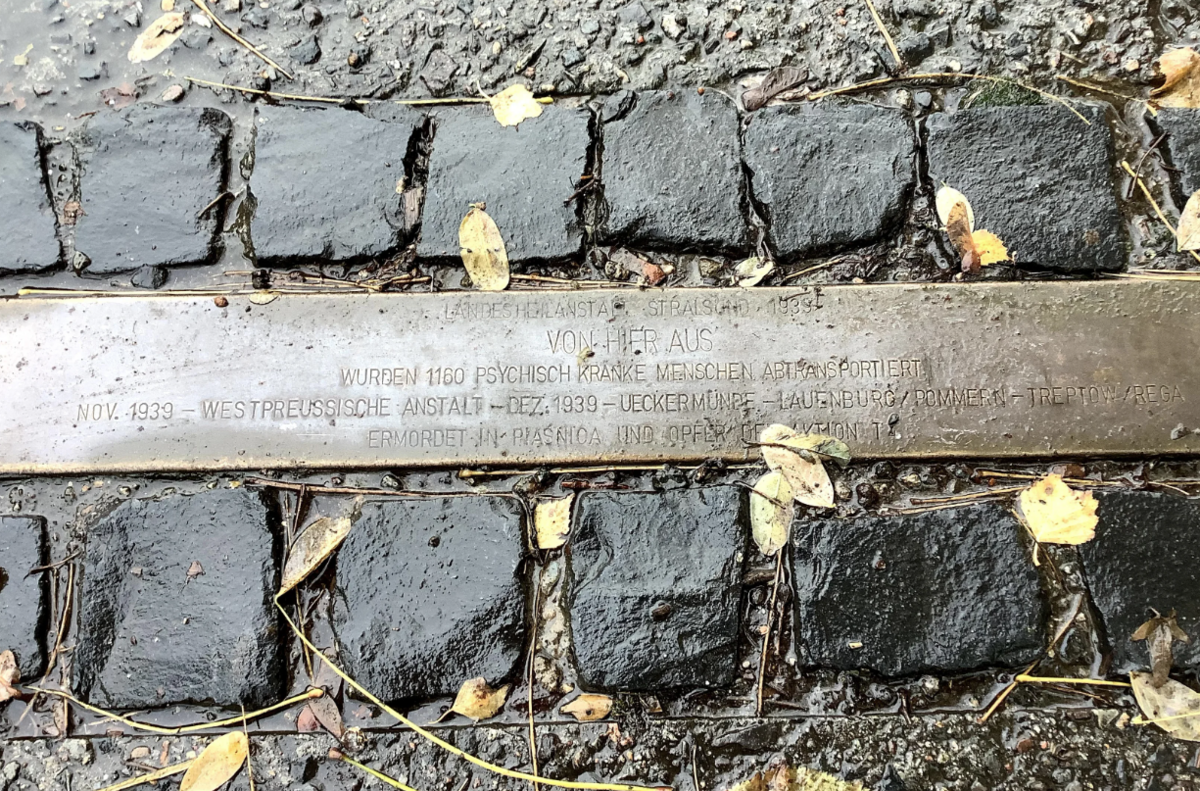 LANDESHEILANSTALT STRALSUND 1939
VON HIER AUS
WURDEN 1160 PSYCHISCH KRANKE MENSCHEN ABTRANSPORTIERT
NOV. 1939 – WESTPREUSSISCHE ANSTALT – DEZ. 1939 – UECKERMÜNDE – LAUENBURG/POMMERN – TREPTOW/REGA
ERMORDET IN PIAŚNICA UND OPFER DER AKTION T4